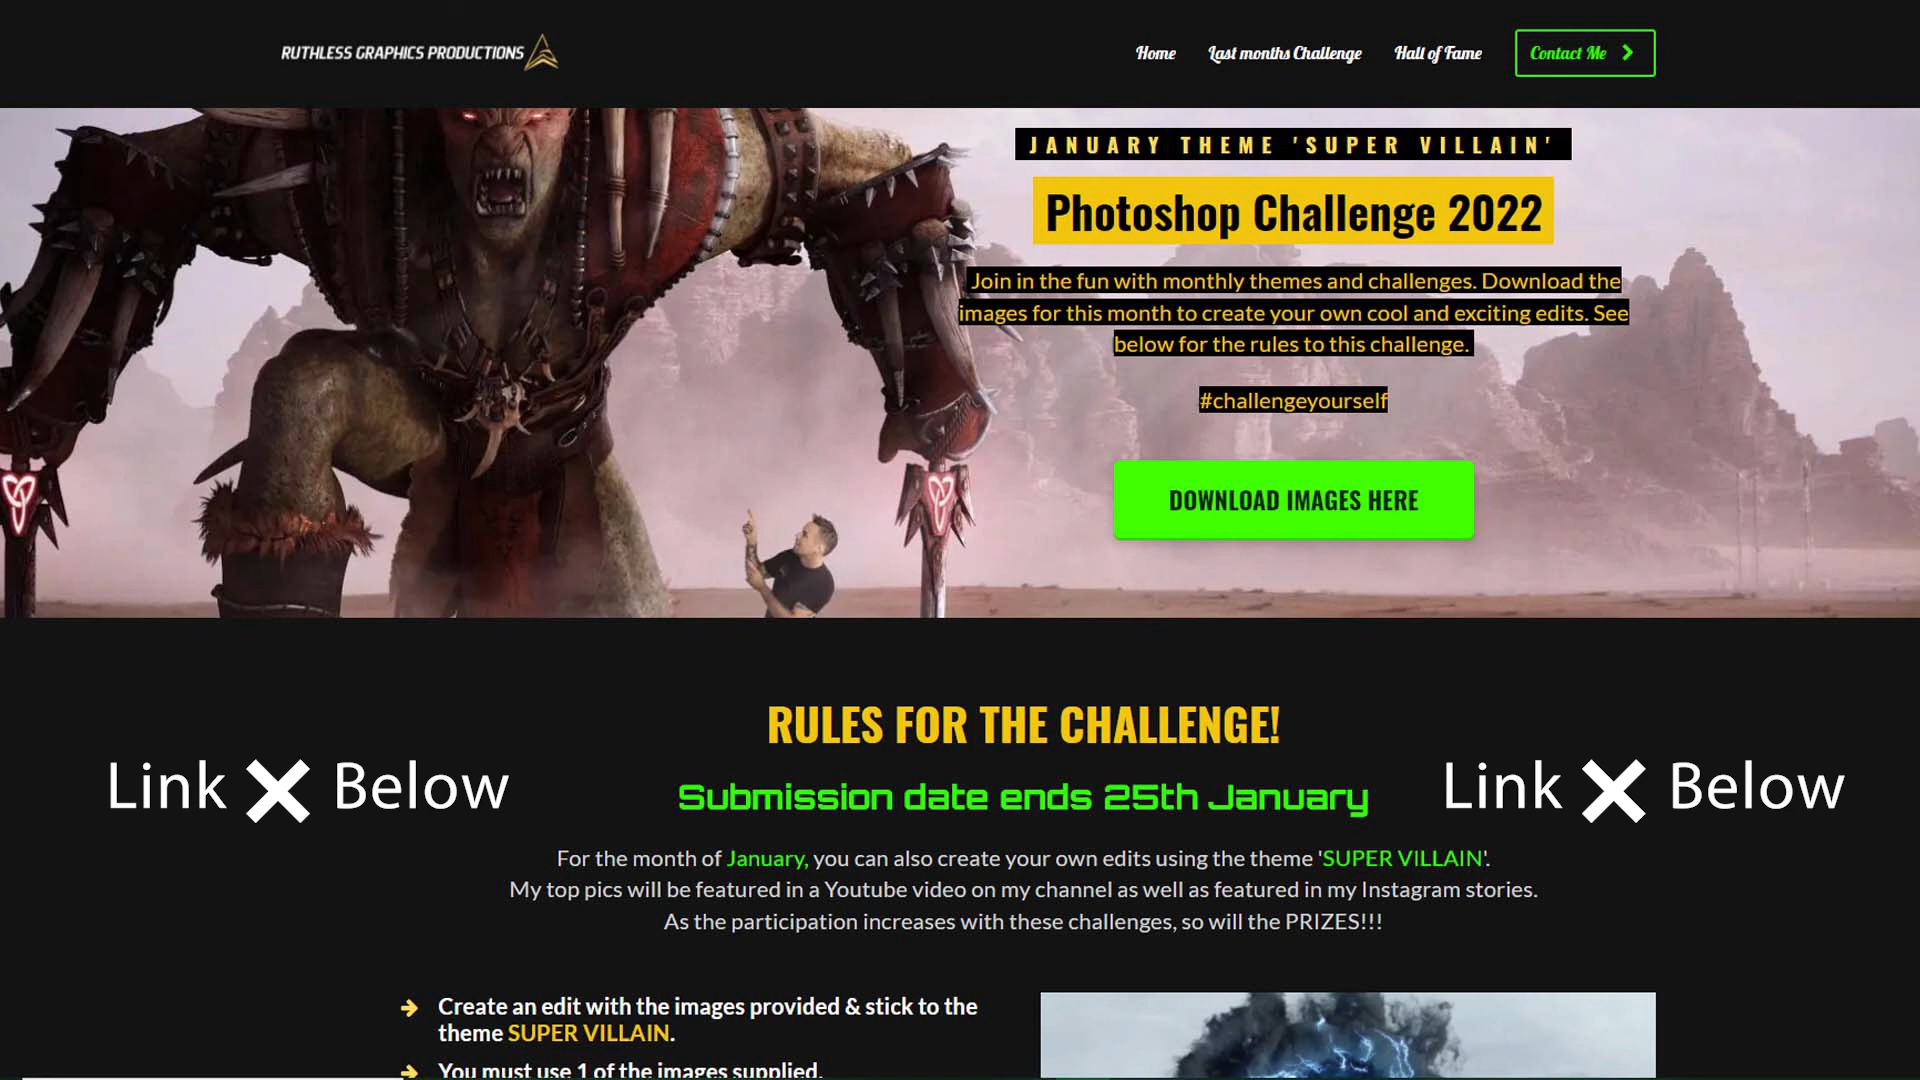 RUTHLESS GRAPHICS PRODUCTIONS
Home
Last months Challenge
Hall of Fame
Contact Me
JANUARY THEME 'SUPER VILLAIN'
Photoshop Challenge 2022
Join in the fun with monthly themes and challenges. Download the
images for this month to create your own cool and exciting edits. See
below for the rules to this challenge.
#challengeyourself
DOWNLOAD IMAGES HERE
RULES FOR THE CHALLENGE!
Link Below
Submission date ends 25th January
Link Below
For the month of January, you can also create your own edits using the theme 'SUPER VILLAIN'.
My top pics will be featured in a Youtube video on my channel as well as featured in my Instagram stories.
As the participation increases with these challenges, so will the PRIZES!!!
Create an edit with the images provided & stick to the
theme SUPER VILLAIN.
You must use 1 of the images supplied.